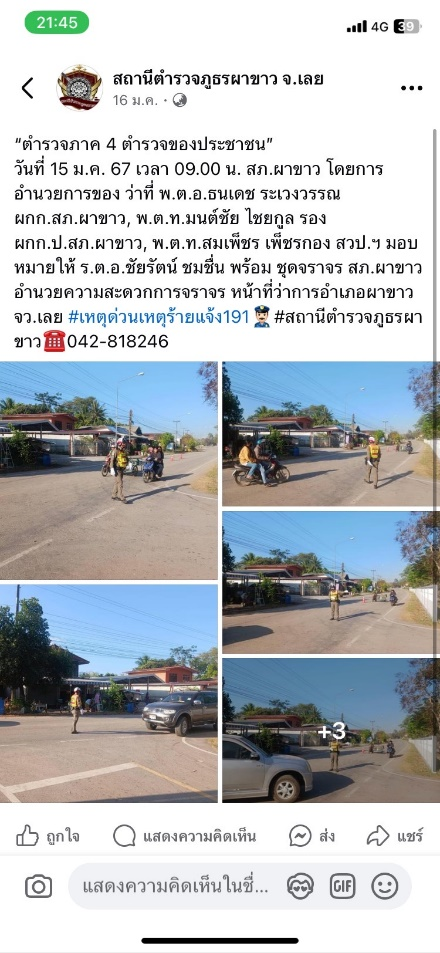 21:45
4G 39
สถานีตำรวจภูธรผาขาว จ.เลย
16 ม.ค. ·
“ตำรวจภาค 4 ตำรวจของประชาชน”
วันที่ 15 ม.ค. 67 เวลา 09.00 น. สภ.ผาขาว โดยการ
อำนวยการของ ว่าที่ พ.ต.อ.ธนเดช ระเวงวรรณ
ผกก.สภ.ผาขาว, พ.ต.ท.มนต์ชัย ไชยกูล รอง
ผกก.ป.สภ.ผาขาว, พ.ต.ท.สมเพ็ชร เพ็ชรกอง สวป.ฯ มอบ
หมายให้ ร.ต.อ.ชัยรัตน์ ชมชื่น พร้อม ชุดจราจร สภ.ผาขาว
อำนวยความสะดวกการจราจร หน้าที่ว่าการอำเภอผาขาว
จว.เลย #เหตุด่วนเหตุร้ายแจ้ง191👮🏻‍♂️#สถานีตำรวจภูธรผา
ขาว☎️042-818246
+3
ถูกใจ
แสดงความคิดเห็น
ส่ง
แชร์
แสดงความคิดเห็นในชื่...
GIF